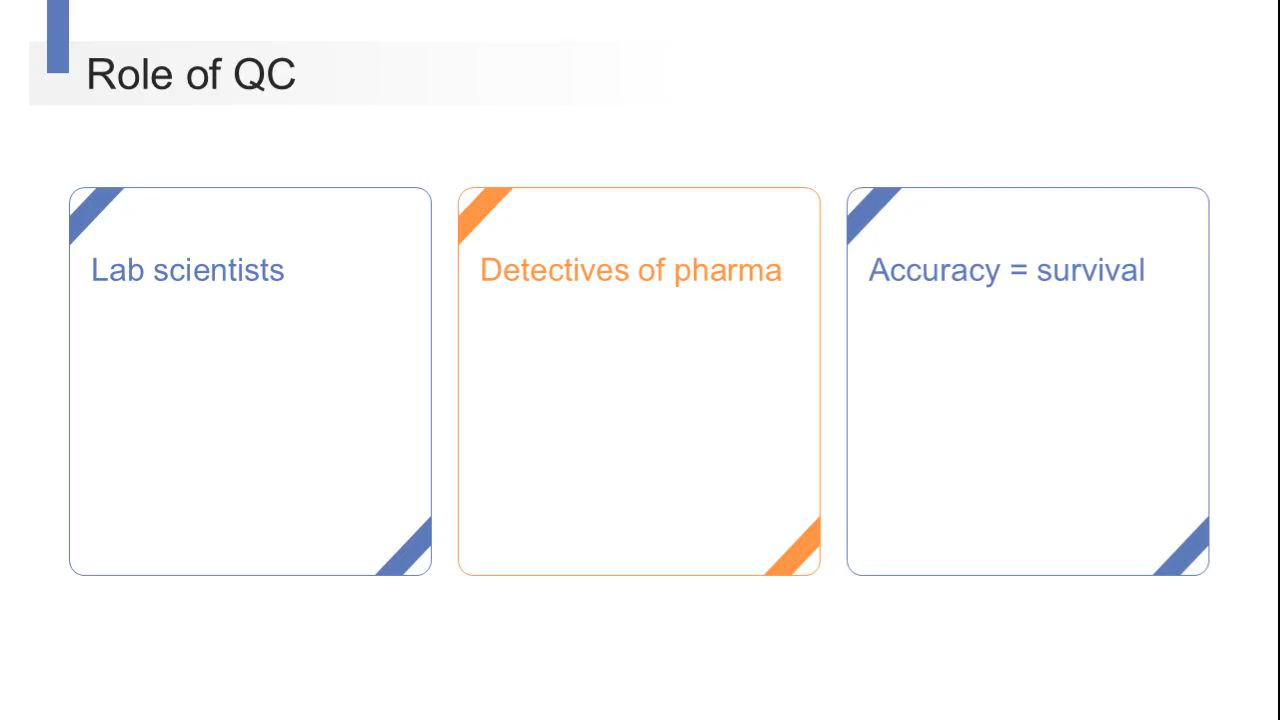 Role of QC
Lab scientists
Detectives of pharma
Accuracy = survival